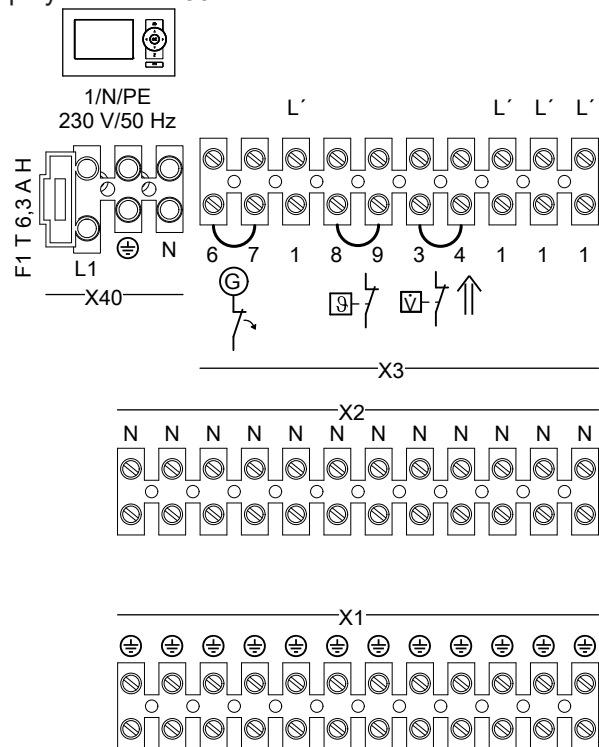 1/N/PE
230 V/50 Hz
L´ L´ L´ L´
F1 T 6,3 A H
L1 N
6 7 1 8 9 3 4 1 1 1
X40
G
ϑ V̇
X3
X2
N N N N N N N N N N N N
X1